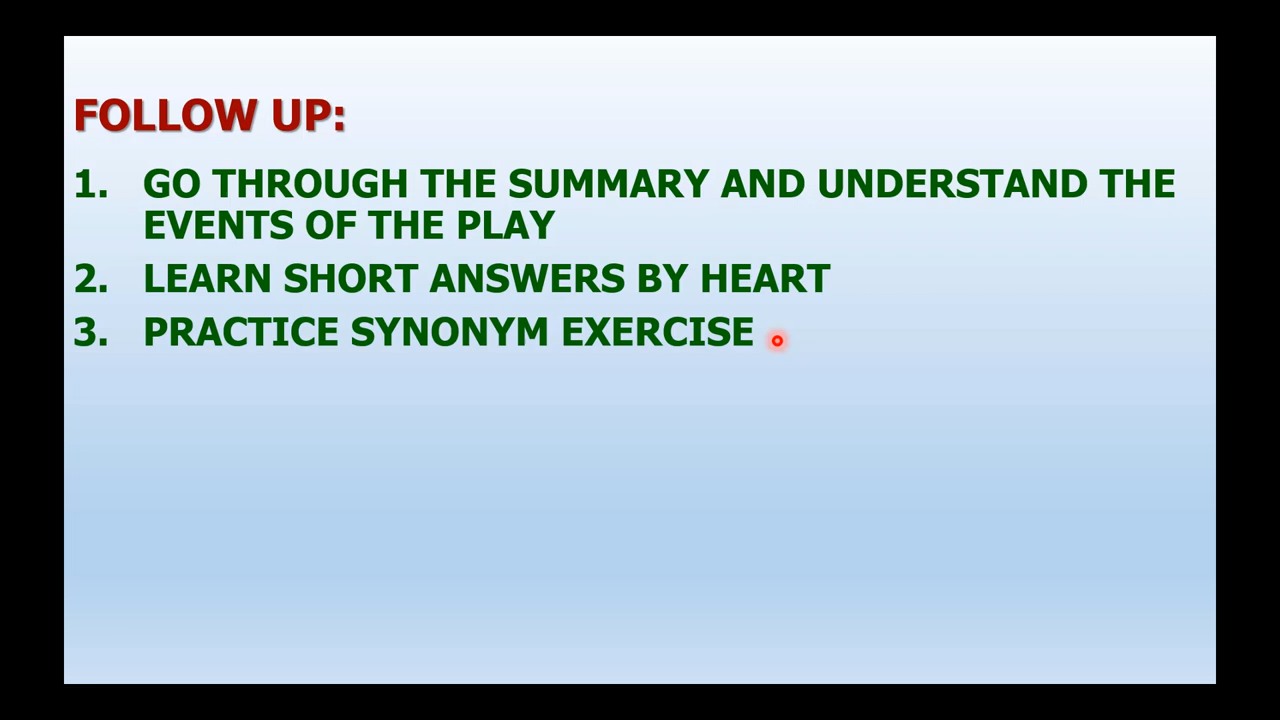 FOLLOW UP:
1. GO THROUGH THE SUMMARY AND UNDERSTAND THE
EVENTS OF THE PLAY
2. LEARN SHORT ANSWERS BY HEART
3. PRACTICE SYNONYM EXERCISE